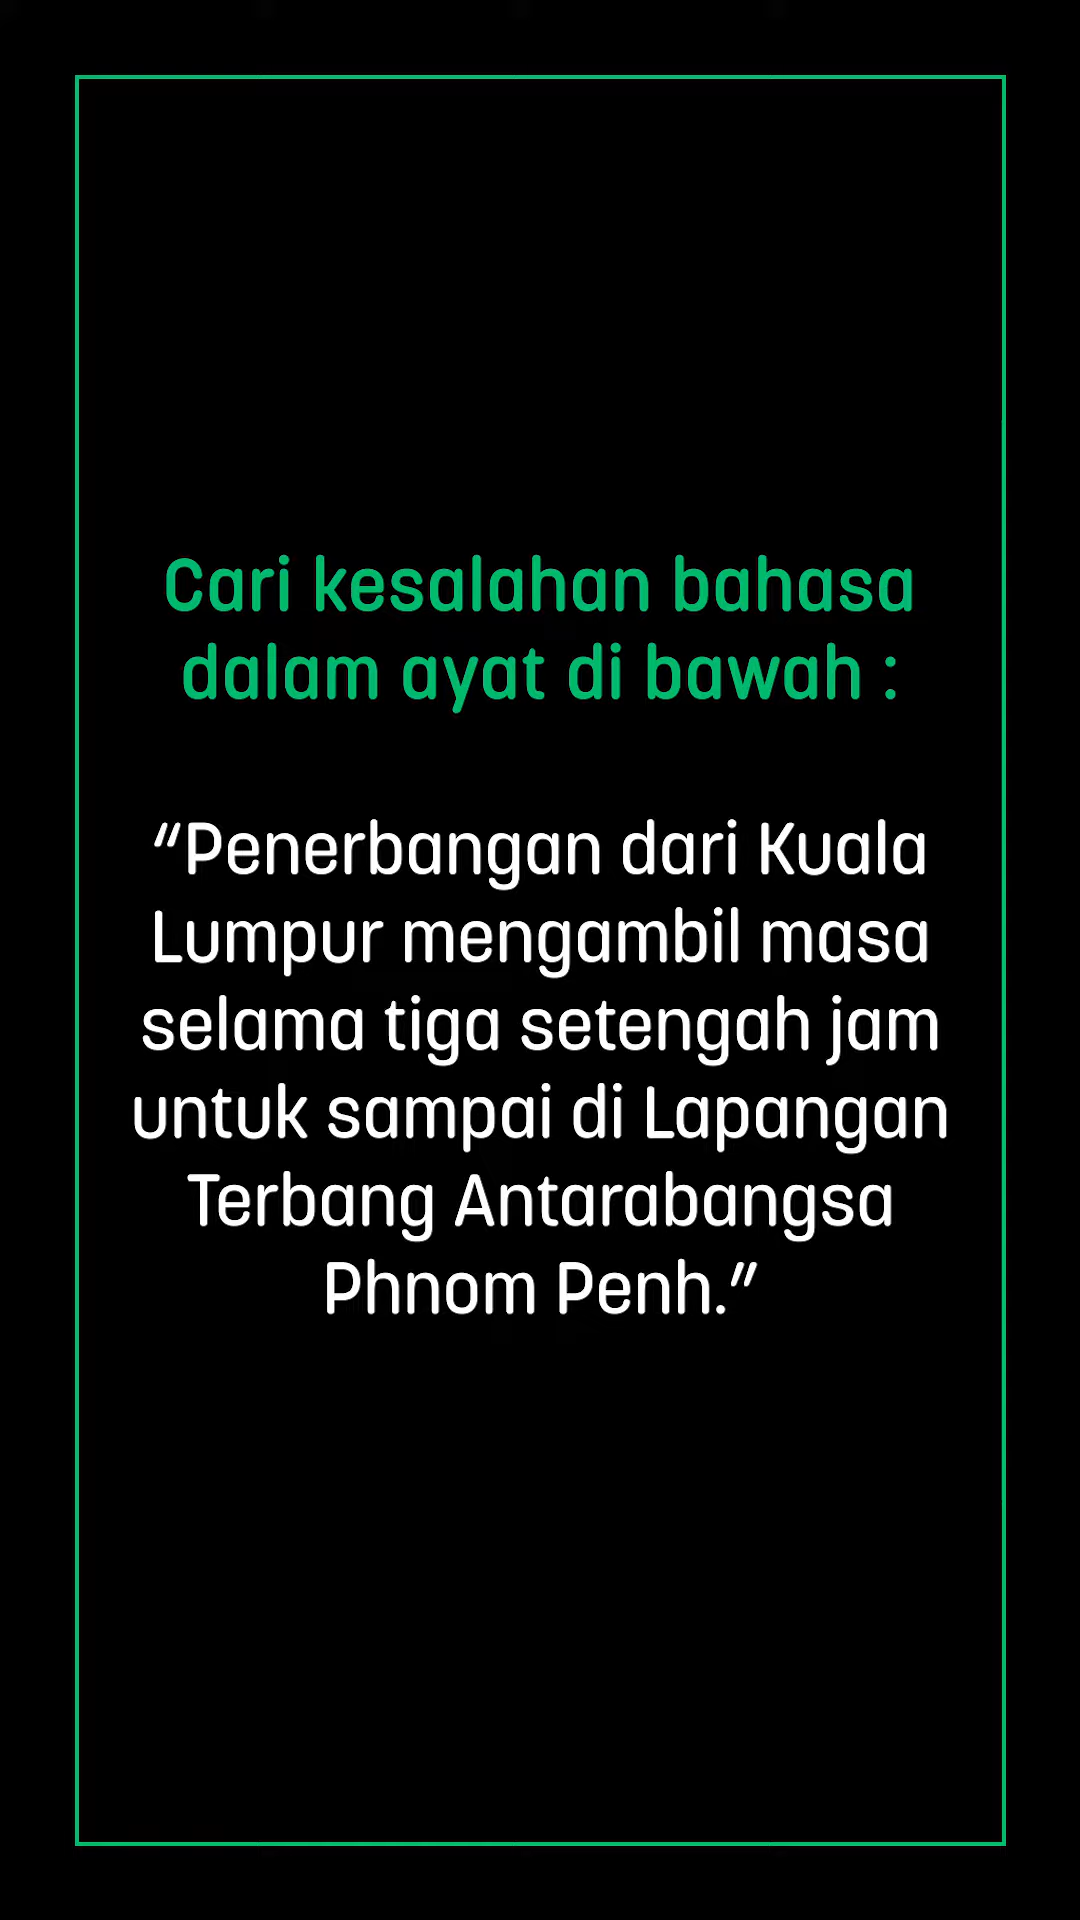 Cari kesalahan bahasa
dalam ayat di bawah :
“Penerbangan dari Kuala
Lumpur mengambil masa
selama tiga setengah jam
untuk sampai di Lapangan
Terbang Antarabangsa
Phnom Penh.”